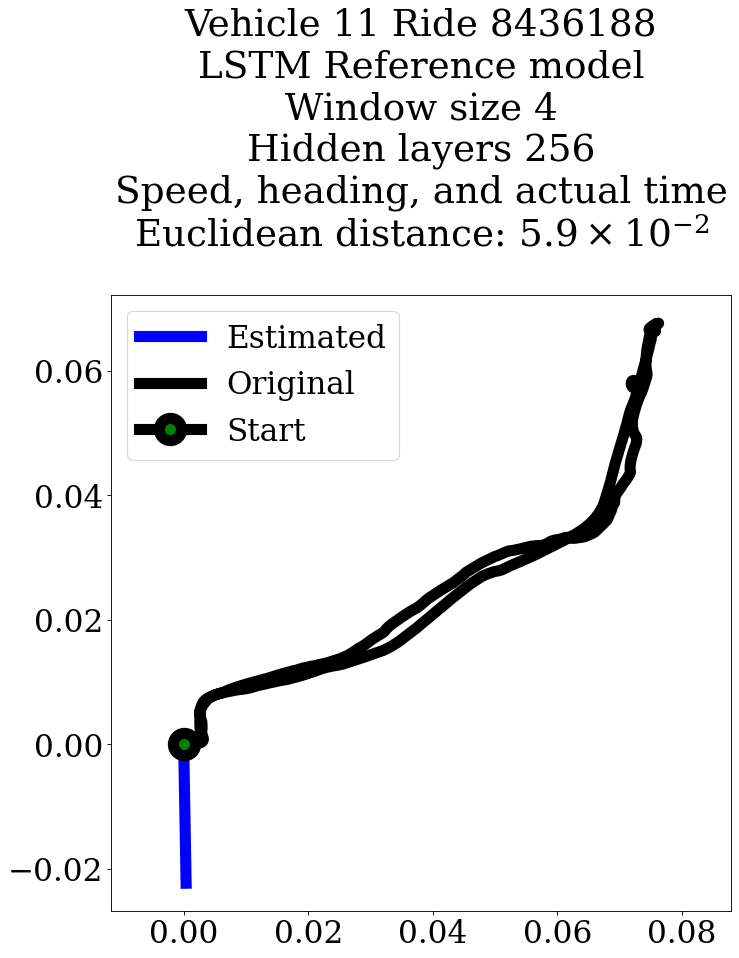 Vehicle 11 Ride 8436188
LSTM Reference model
Window size 4
Hidden layers 256
Speed, heading, and actual time
Euclidean distance: 5.9 × 10⁻²
Estimated
Original
Start
0.06
0.04
0.02
0.00
−0.02
0.00 0.02 0.04 0.06 0.08